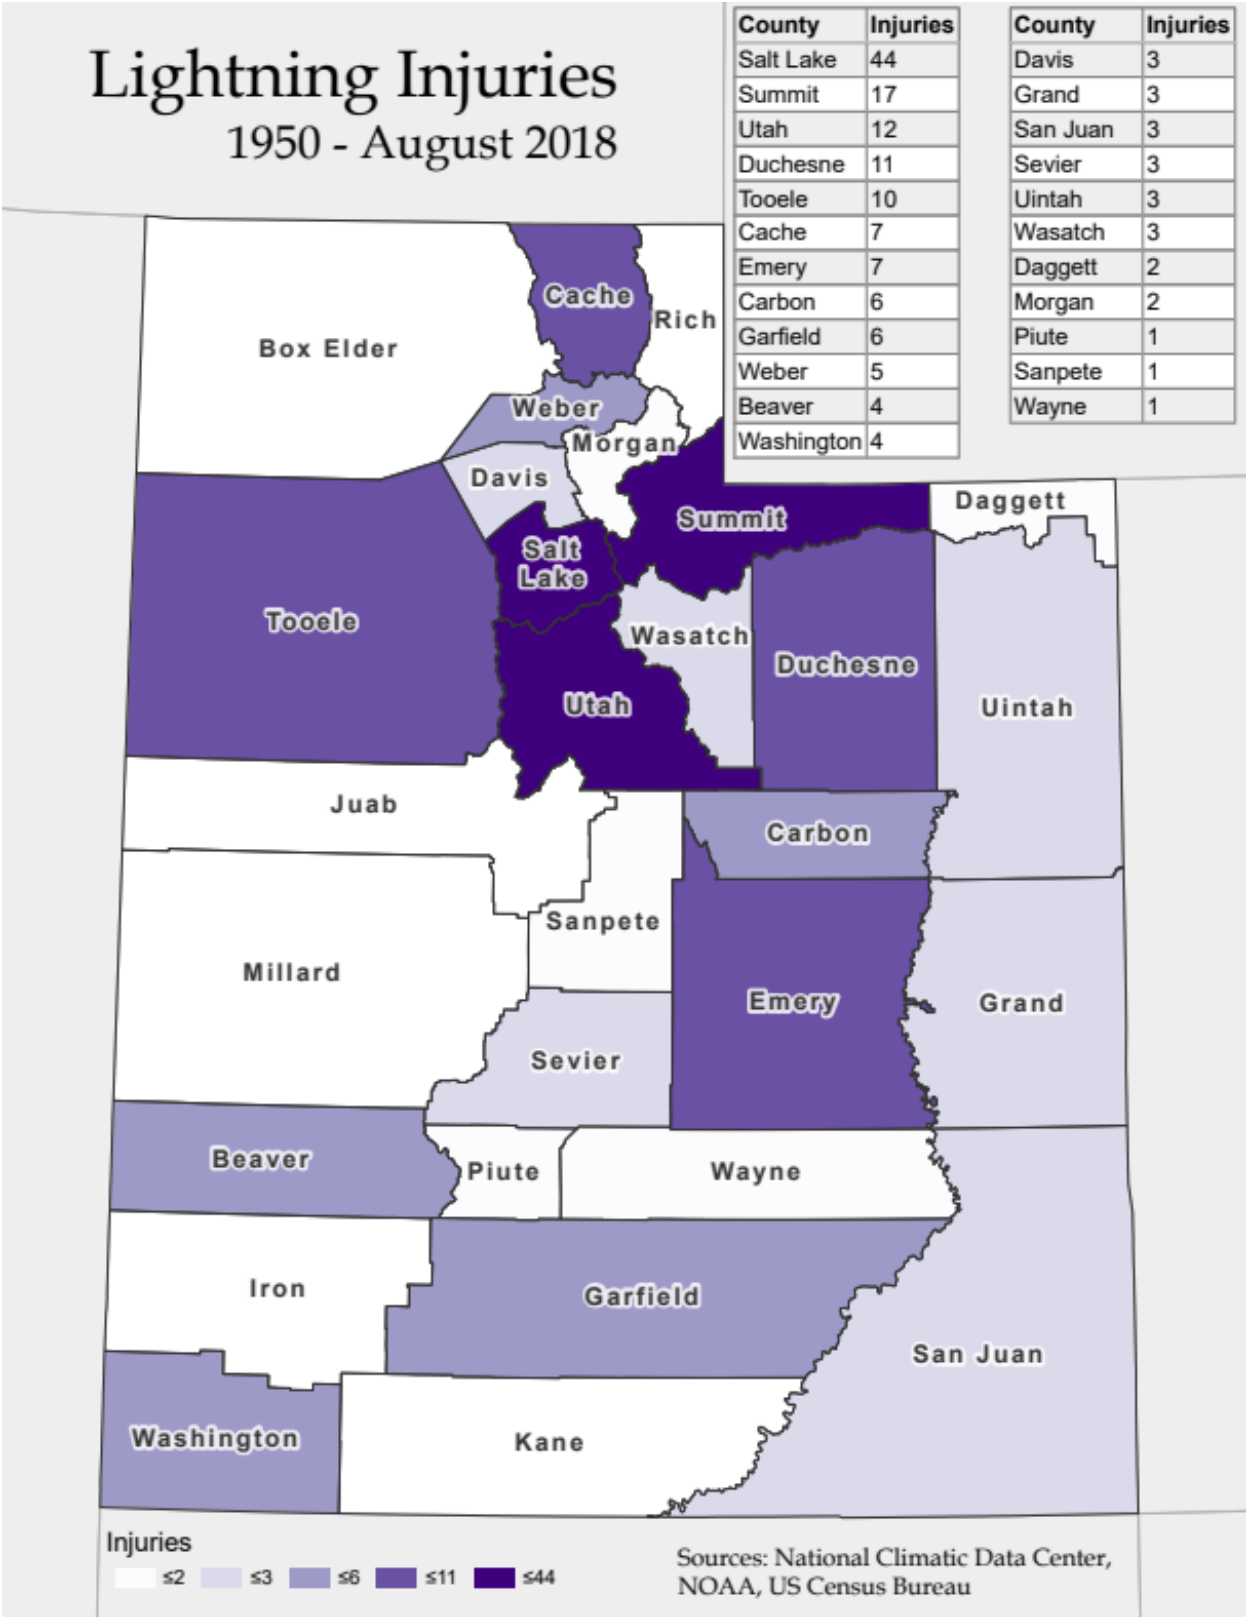 Lightning Injuries
1950 - August 2018
County Injuries
Salt Lake 44
Summit 17
Utah 12
Duchesne 11
Tooele 10
Cache 7
Emery 7
Carbon 6
Garfield 6
Weber 5
Beaver 4
Washington 4
County Injuries
Davis 3
Grand 3
San Juan 3
Sevier 3
Uintah 3
Wasatch 3
Daggett 2
Morgan 2
Piute 1
Sanpete 1
Wayne 1
Cache
Rich
Box Elder
Weber
Morgan
Davis
Daggett
Summit
Salt
Lake
Tooele
Wasatch
Duchesne
Utah
Uintah
Juab
Carbon
Sanpete
Millard
Emery
Grand
Sevier
Beaver
Piute
Wayne
Iron
Garfield
San Juan
Washington
Kane
Injuries
≤2 ≤3 ≤6 ≤11 ≤44
Sources: National Climatic Data Center,
NOAA, US Census Bureau